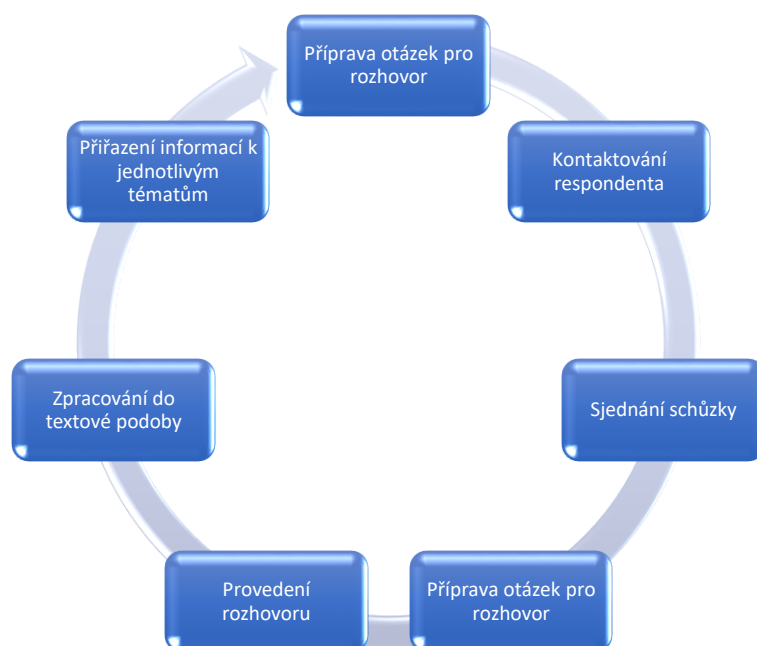 Příprava otázek pro
rozhovor
Kontaktování
respondenta
Sjednání schůzky
Příprava otázek pro
rozhovor
Provedení
rozhovoru
Zpracování do
textové podoby
Přiřazení informací k
jednotlivým
tématům